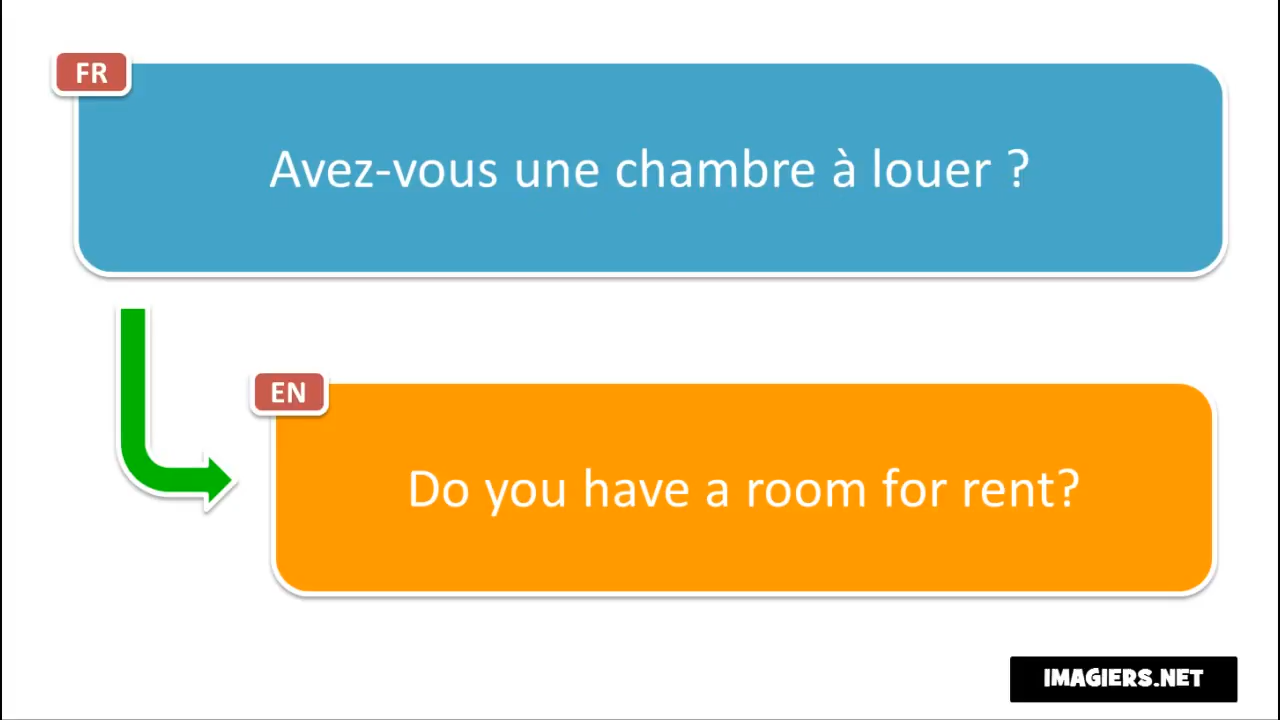 FR
Avez-vous une chambre à louer ?
EN
Do you have a room for rent?
IMAGIERS.NET